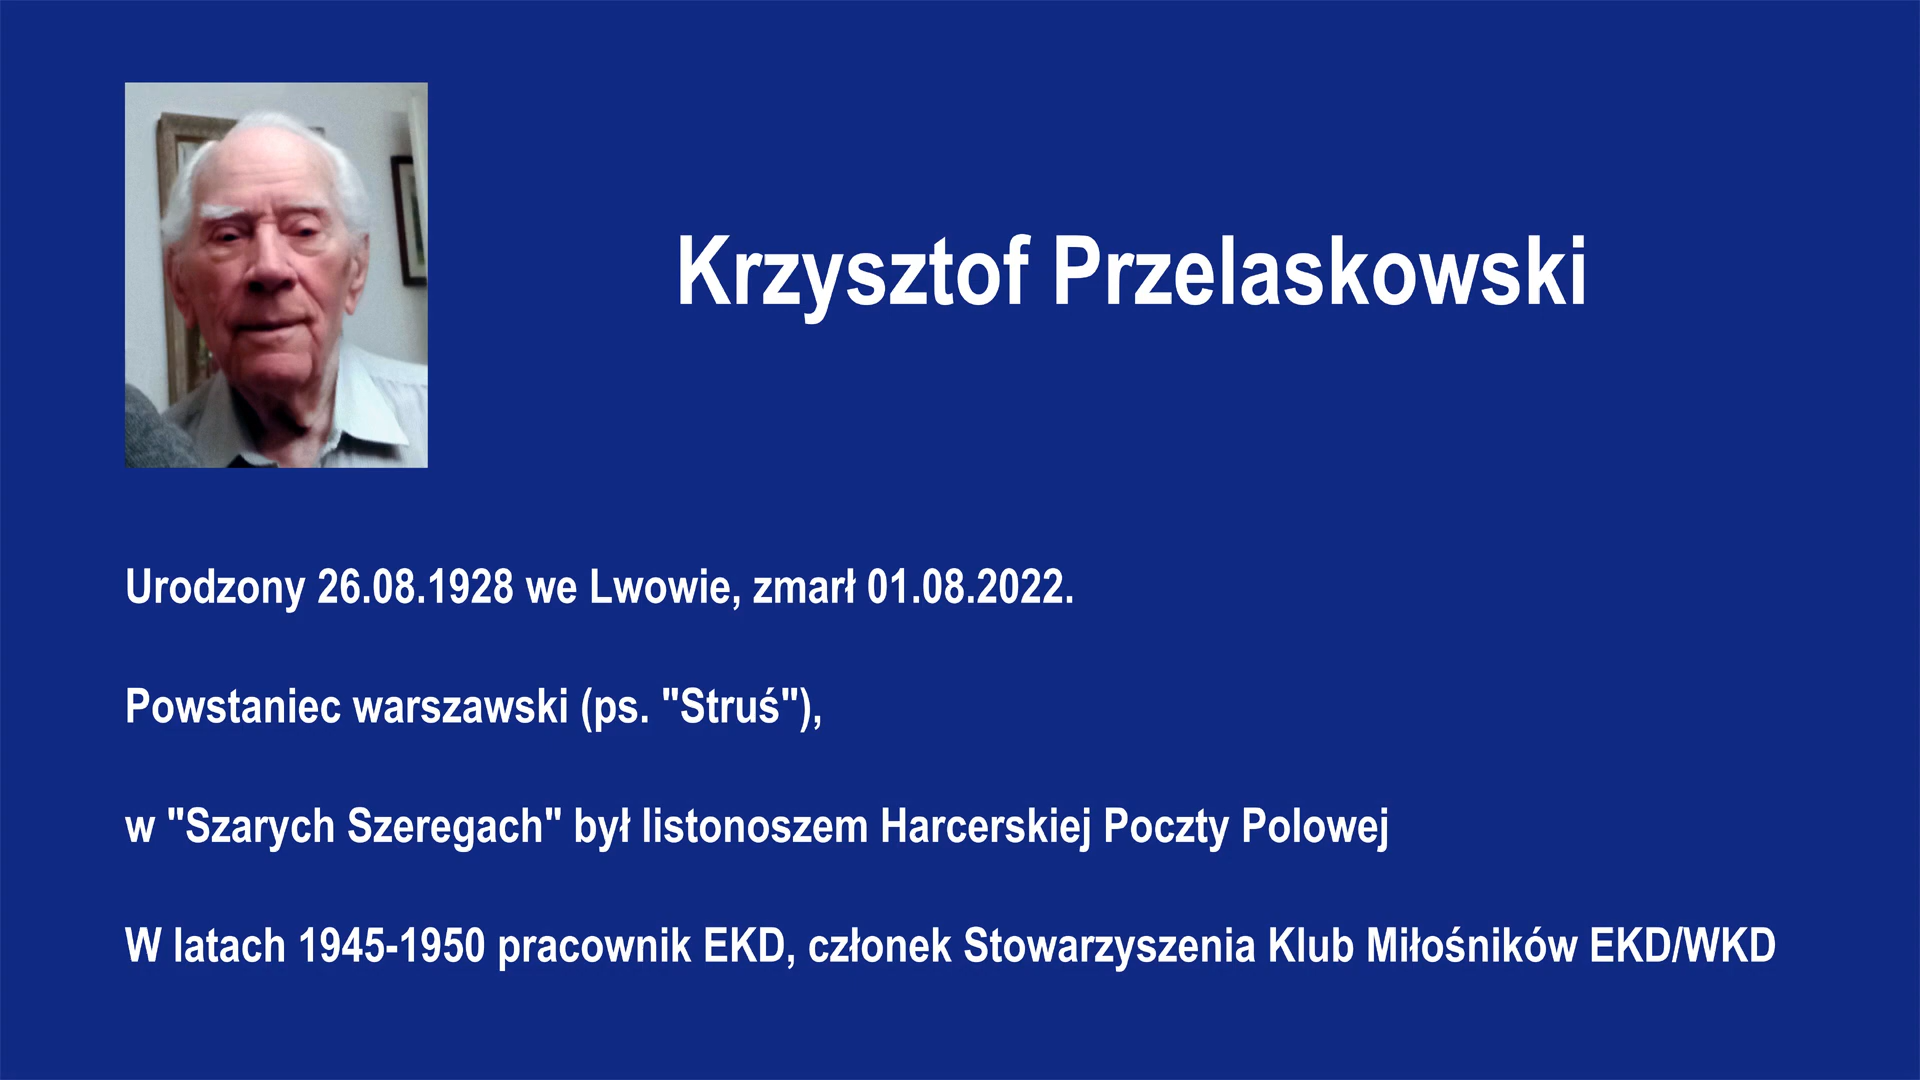 Krzysztof Przelaskowski
Urodzony 26.08.1928 we Lwowie, zmarł 01.08.2022.
Powstaniec warszawski (ps. "Struś"),
w "Szarych Szeregach" był listonoszem Harcerskiej Poczty Polowej
W latach 1945-1950 pracownik EKD, członek Stowarzyszenia Klub Miłośników EKD/WKD